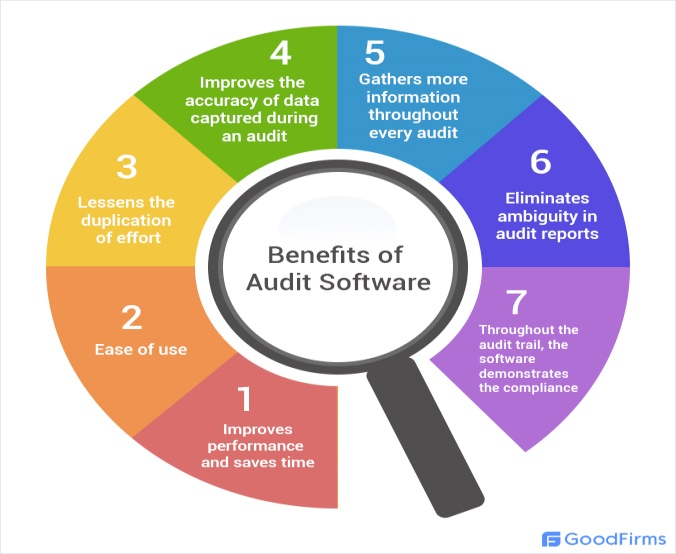 Benefits of
Audit Software
1
Improves
performance
and saves time
2
Ease of use
3
Lessens the
duplication
of effort
4
Improves the
accuracy of data
captured during
an audit
5
Gathers more
information
throughout
every audit
6
Eliminates
ambiguity in
audit reports
7
Throughout the
audit trail, the
software
demonstrates
the compliance
GoodFirms